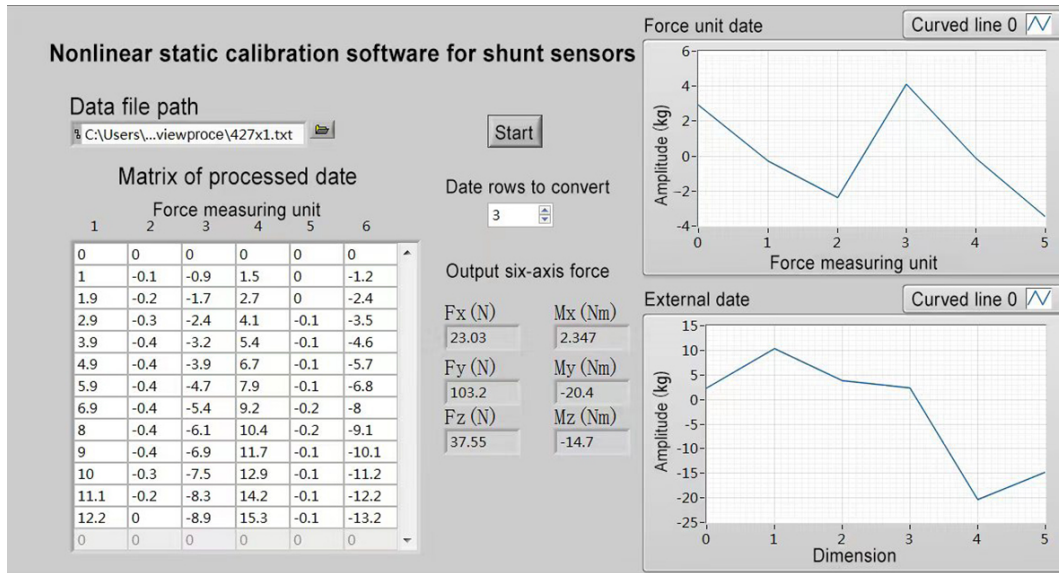 Nonlinear static calibration software for shunt sensors
Data file path
C:\Users\...viewproce\427x1.txt
Start
Matrix of processed date
Force measuring unit
1 2 3 4 5 6
0 0 0 0 0 0
1 -0.1 -0.9 1.5 0 -1.2
1.9 -0.2 -1.7 2.7 0 -2.4
2.9 -0.3 -2.4 4.1 -0.1 -3.5
3.9 -0.4 -3.2 5.4 -0.1 -4.6
4.9 -0.4 -3.9 6.7 -0.1 -5.7
5.9 -0.4 -4.7 7.9 -0.1 -6.8
6.9 -0.4 -5.4 9.2 -0.2 -8
8 -0.4 -6.1 10.4 -0.2 -9.1
9 -0.4 -6.9 11.7 -0.1 -10.1
10 -0.3 -7.5 12.9 -0.1 -11.2
11.1 -0.2 -8.3 14.2 -0.1 -12.2
12.2 0 -8.9 15.3 -0.1 -13.2
0 0 0 0 0 0
Date rows to convert
3
Output six-axis force
Fx(N) Mx(Nm)
23.03 2.347
Fy(N) My(Nm)
103.2 -20.4
Fz(N) Mz(Nm)
37.55 -14.7
Force unit date
Curved line 0
Amplitude (kg)
6
4
2
0
-2
-4
0 1 2 3 4 5
Force measuring unit
External date
Curved line 0
Amplitude (kg)
15
10
5
0
-5
-10
-15
-20
-25
0 1 2 3 4 5
Dimension